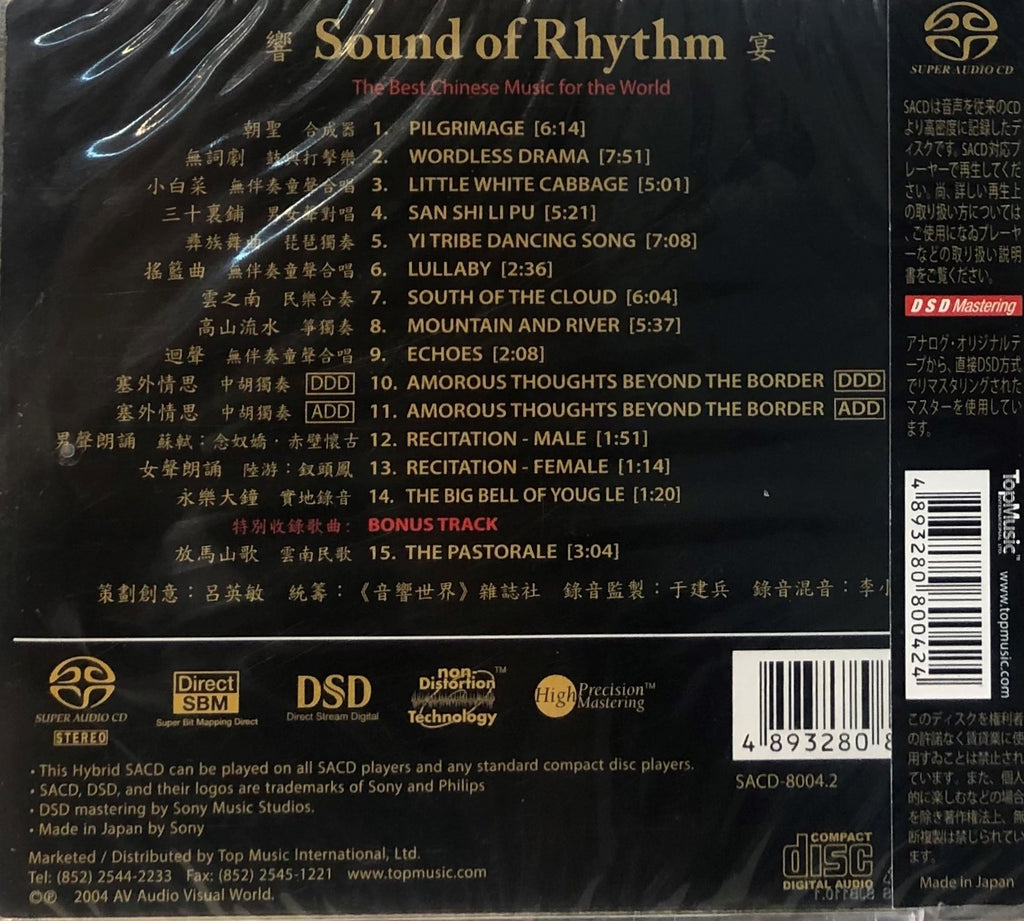 響 Sound of Rhythm 宴
The Best Chinese Music for the World
朝聖 合成器 1. PILGRIMAGE [6:14]
無詞劇 鼓與打擊樂 2. WORDLESS DRAMA [7:51]
小白菜 無伴奏童聲合唱 3. LITTLE WHITE CABBAGE [5:01]
三十裏鋪 男女聲對唱 4. SAN SHI LI PU [5:21]
彝族舞曲 琵琶獨奏 5. YI TRIBE DANCING SONG [7:08]
搖籃曲 無伴奏童聲合唱 6. LULLABY [2:36]
雲之南 民樂合奏 7. SOUTH OF THE CLOUD [6:04]
高山流水 箏獨奏 8. MOUNTAIN AND RIVER [5:37]
迴聲 無伴奏童聲合唱 9. ECHOES [2:08]
塞外情思 中胡獨奏 DDD 10. AMOROUS THOUGHTS BEYOND THE BORDER DDD
塞外情思 中胡獨奏 ADD 11. AMOROUS THOUGHTS BEYOND THE BORDER ADD
男聲朗誦 蘇軾：念奴嬌·赤壁懷古 12. RECITATION - MALE [1:51]
女聲朗誦 陸游：釵頭鳳 13. RECITATION - FEMALE [1:14]
永樂大鐘 實地錄音 14. THE BIG BELL OF YOUG LE [1:20]
特別收錄歌曲： BONUS TRACK
放馬山歌 雲南民歌 15. THE PASTORALE [3:04]
策劃創意：呂英敏 統籌：《音響世界》雜誌社 錄音監製：于建兵 錄音混音：李小
SUPER AUDIO CD
STEREO
Direct
SBM
Super Bit Mapping Direct
DSD
Direct Stream Digital
non-
Distortion™
Technology
High Precision™
Mastering
4 893280 8
SACD-8004.2
• This Hybrid SACD can be played on all SACD players and any standard compact disc players.
• SACD, DSD, and their logos are trademarks of Sony and Philips
• DSD mastering by Sony Music Studios.
• Made in Japan by Sony
Marketed / Distributed by Top Music International, Ltd.
Tel: (852) 2544-2233 Fax: (852) 2545-1221 www.topmusic.com
©℗ 2004 AV Audio Visual World.
COMPACT
disc
DIGITAL AUDIO
SUPER AUDIO CD
SACDは音声を従来のCD
より高密度に記録したデ
ィスクです。SACD対応プ
レーヤーで再生してくだ
さい。尚、詳しい再生上
の取り扱い方については
、ご使用になゐプレーヤ
ーなどの取り扱い説明
書をご覧ください。
DSD Mastering
アナログ・オリジナルテ
ープから、直接DSD方式
でリマスタリングされた
マスターを使用してい
ます。
4 893280 800424
TopMusic™
www.topmusic.com
このディスクを権利者
の許諾なく賃貸業に使
用すゐことは禁止され
ています。また、個人
的に楽しむなどの場合
を除き著作権法上、無
断複製は禁じられてい
ます。
Made in Japan